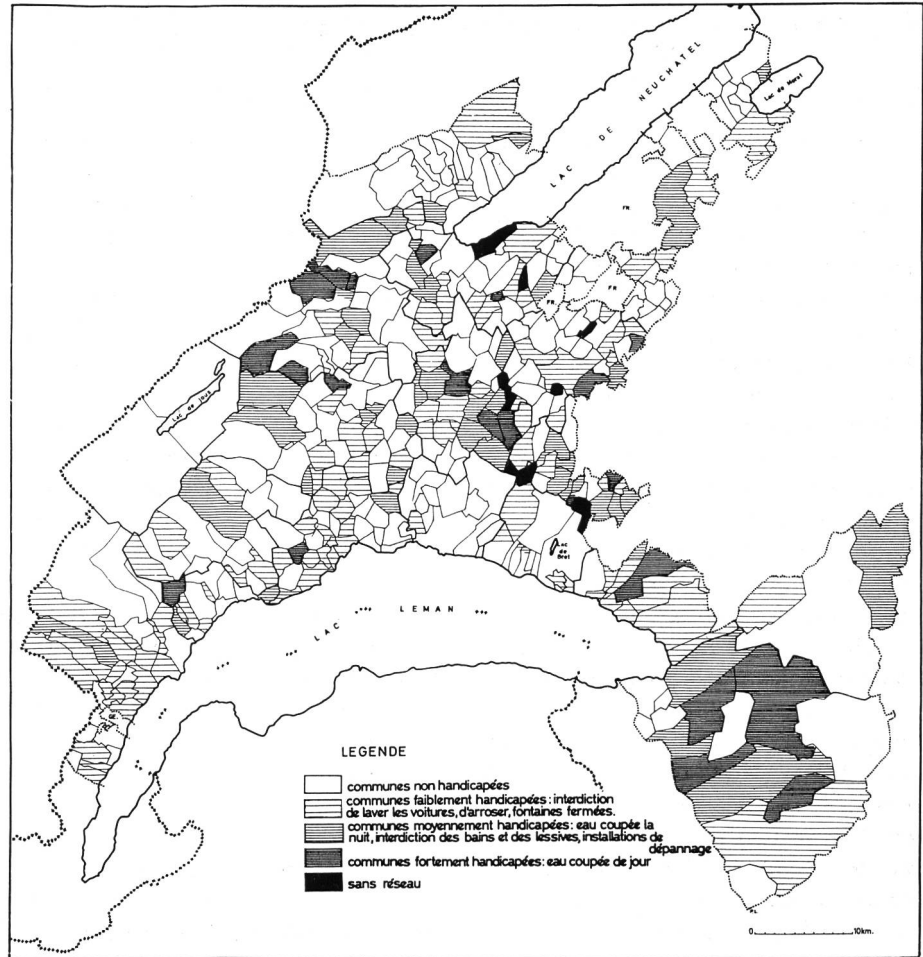 LAC DE NEUCHATEL
Lac de Morat
FR
FR
FR
Lac de Joux
Lac
de
Bret
LAC LEMAN
GE
LEGENDE
communes non handicapées
communes faiblement handicapées: interdiction
de laver les voitures, d'arroser, fontaines fermées.
communes moyennement handicapées: eau coupée la
nuit, interdiction des bains et des lessives, installations de
dépannage
communes fortement handicapées: eau coupée de jour
sans réseau
0 10km.